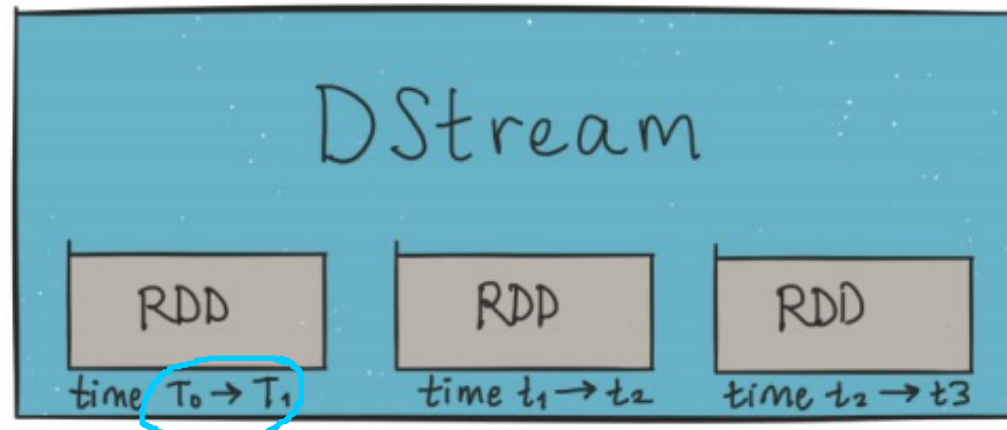 DStream
RDD RDD RDD
time T₀ → T₁ time t₁ → t₂ time t₂ → t3